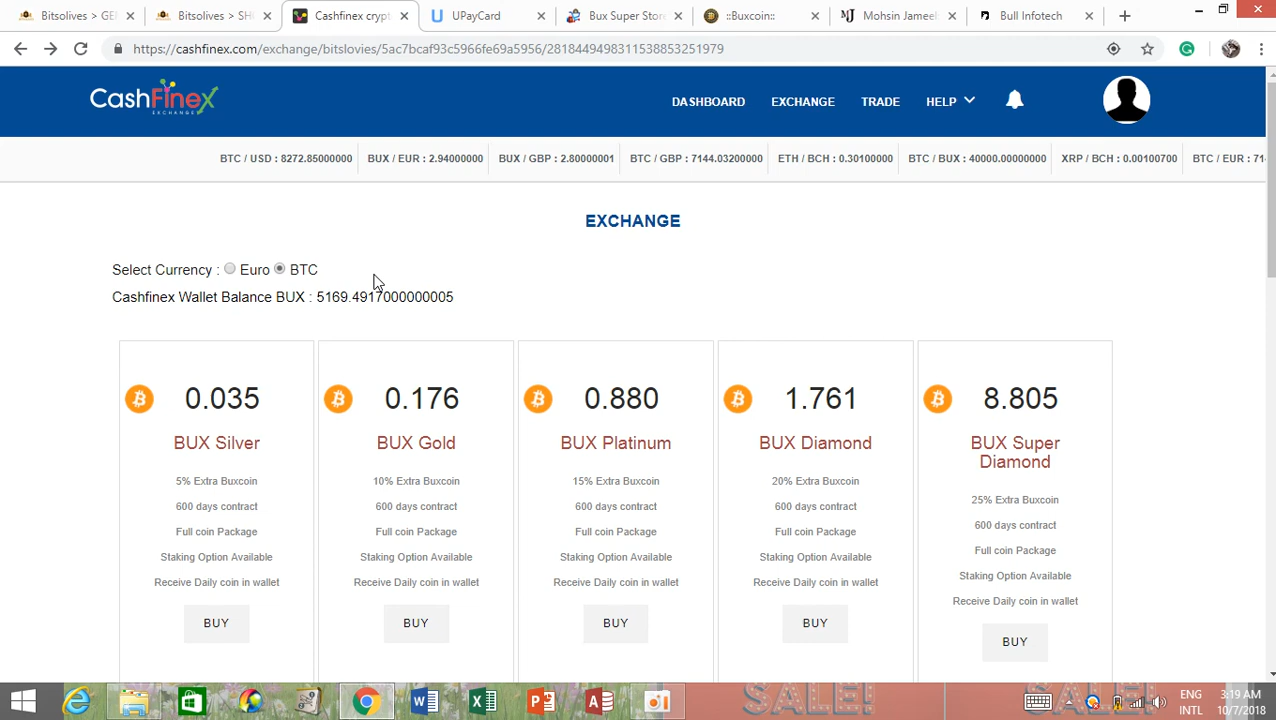 Bitsolives > GE
Bitsolives > SH
Cashfinex crypt
UPayCard
Bux Super Store
::Buxcoin::
Mohsin Jameel
Bull Infotech
https://cashfinex.com/exchange/bitslovies/5ac7bcaf93c5966fe69a5956/2818449498311538853251979
CashFinex
EXCHANGE
DASHBOARD EXCHANGE TRADE HELP
BTC / USD : 8272.85000000 BUX / EUR : 2.94000000 BUX / GBP : 2.80000001 BTC / GBP : 7144.03200000 ETH / BCH : 0.30100000 BTC / BUX : 40000.00000000 XRP / BCH : 0.00100700 BTC / EUR : 71
EXCHANGE
Select Currency : Euro BTC
Cashfinex Wallet Balance BUX : 5169.4917000000005
0.035
BUX Silver
5% Extra Buxcoin
600 days contract
Full coin Package
Staking Option Available
Receive Daily coin in wallet
BUY
0.176
BUX Gold
10% Extra Buxcoin
600 days contract
Full coin Package
Staking Option Available
Receive Daily coin in wallet
BUY
0.880
BUX Platinum
15% Extra Buxcoin
600 days contract
Full coin Package
Staking Option Available
Receive Daily coin in wallet
BUY
1.761
BUX Diamond
20% Extra Buxcoin
600 days contract
Full coin Package
Staking Option Available
Receive Daily coin in wallet
BUY
8.805
BUX Super
Diamond
25% Extra Buxcoin
600 days contract
Full coin Package
Staking Option Available
Receive Daily coin in wallet
BUY
SALE! SALE!
ENG
INTL
3:19 AM
10/7/2018